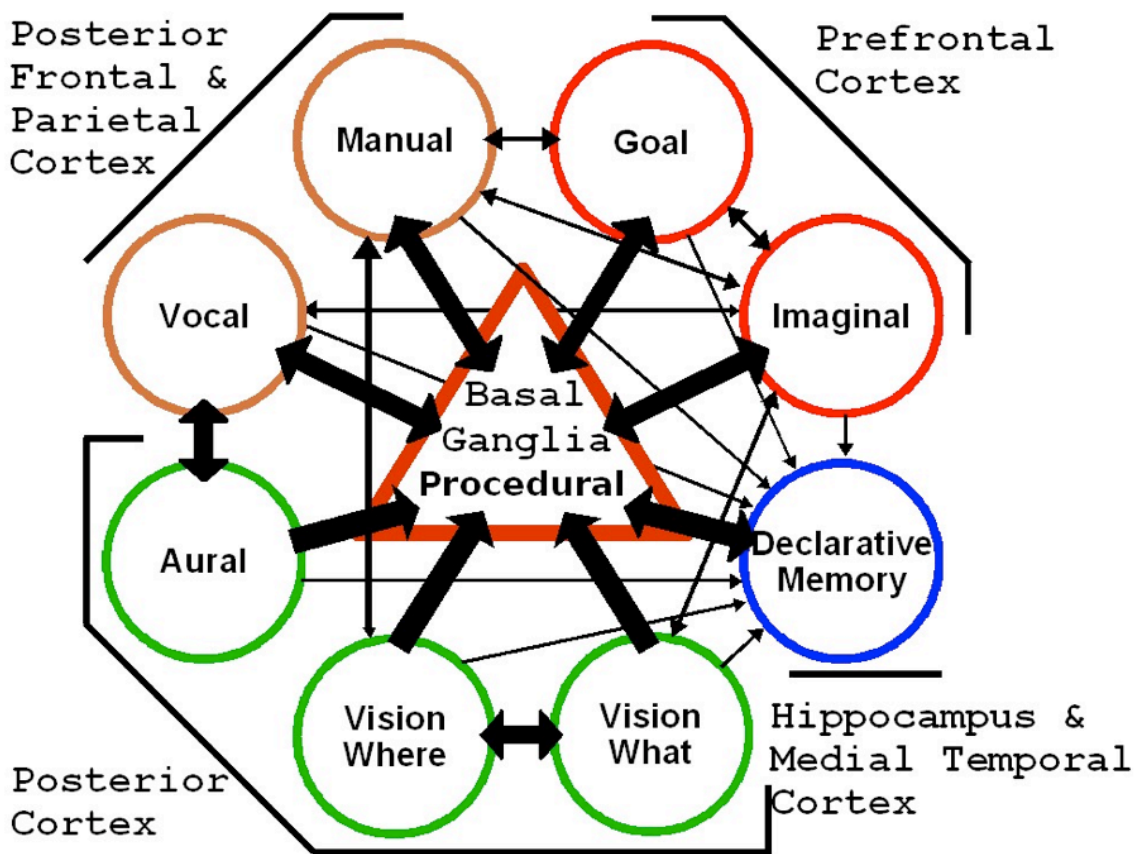 Posterior
Frontal &
Parietal
Cortex
Prefrontal
Cortex
Manual
Goal
Vocal
Imaginal
Basal
Ganglia
Procedural
Aural
Declarative
Memory
Vision
Where
Vision
What
Hippocampus &
Medial Temporal
Cortex
Posterior
Cortex